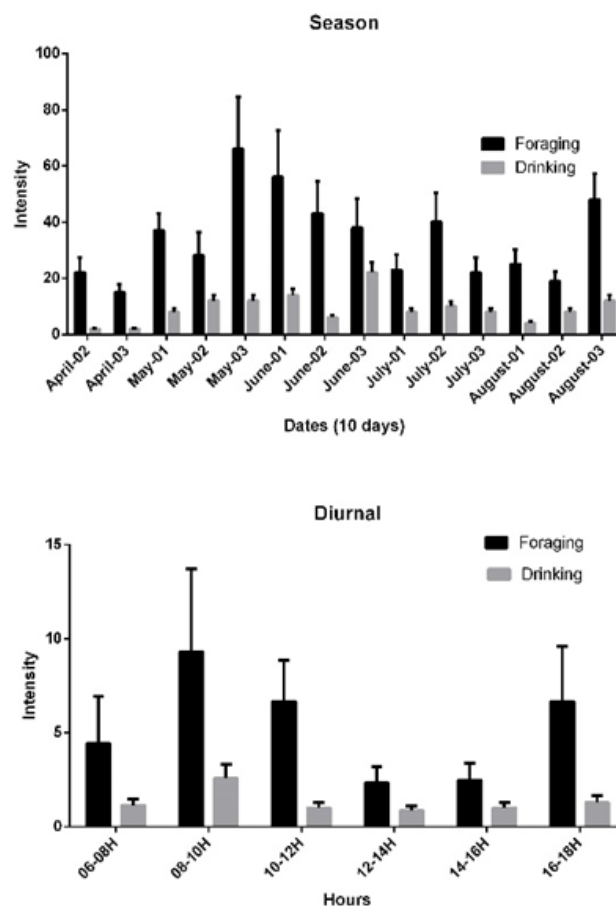 Season
100
80
60
40
20
0
Intensity
Foraging
Drinking
April-02
April-03
May-01
May-02
May-03
June-01
June-02
June-03
July-01
July-02
July-03
August-01
August-02
August-03
Dates (10 days)
Diurnal
15
10
5
0
Intensity
Foraging
Drinking
06-08H
08-10H
10-12H
12-14H
14-16H
16-18H
Hours